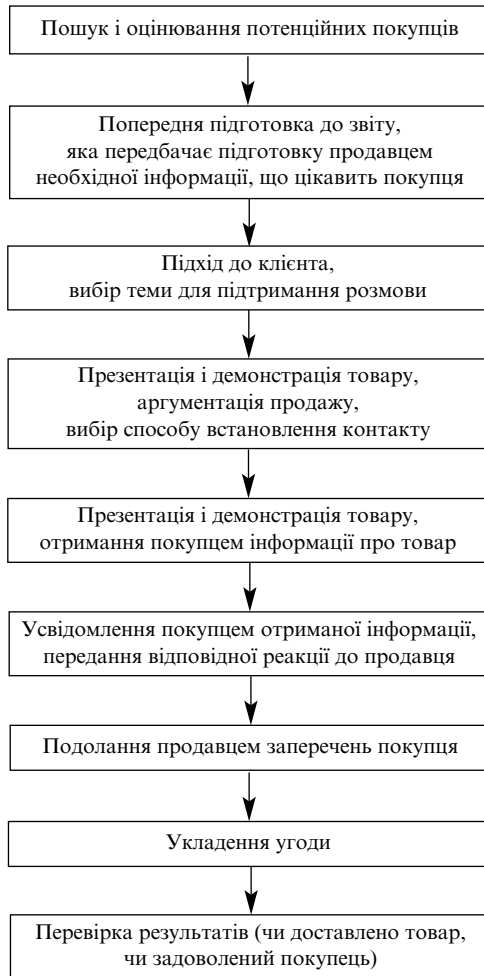 Пошук і оцінювання потенційних покупців
Попередня підготовка до звіту,
яка передбачає підготовку продавцем
необхідної інформації, що цікавить покупця
Підхід до клієнта,
вибір теми для підтримання розмови
Презентація і демонстрація товару,
аргументація продажу,
вибір способу встановлення контакту
Презентація і демонстрація товару,
отримання покупцем інформації про товар
Усвідомлення покупцем отриманої інформації,
передання відповідної реакції до продавця
Подолання продавцем заперечень покупця
Укладення угоди
Перевірка результатів (чи доставлено товар,
чи задоволений покупець)